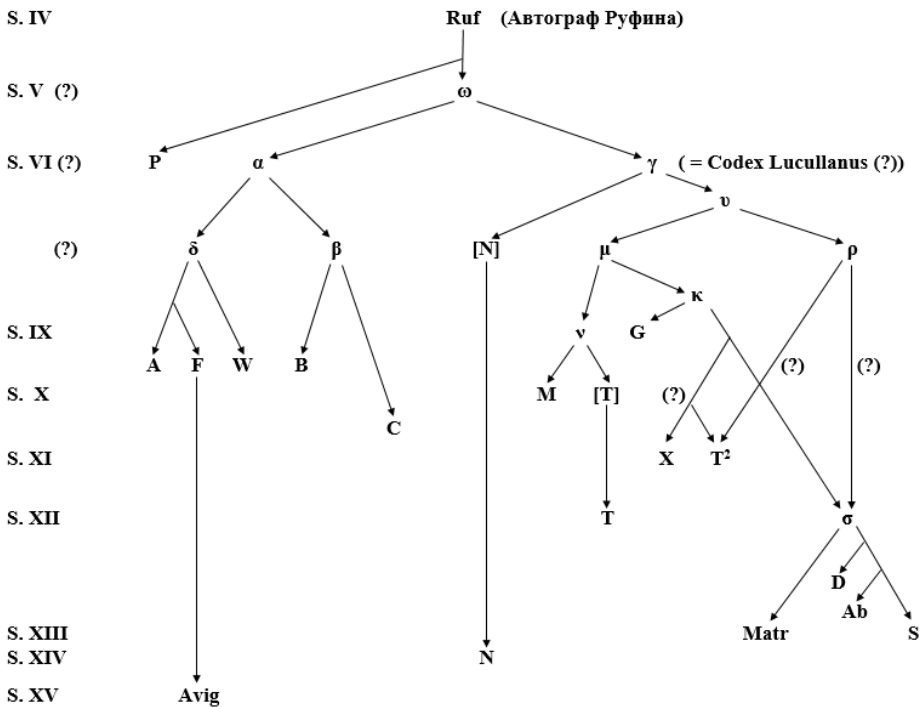 S. IV Ruf (Автограф Руфина)
S. V (?) ω
S. VI (?) P α γ ( = Codex Lucullanus (?))
υ
(?) δ β [N] μ ρ
κ
S. IX ν G
A F W B (?) (?)
S. X M [T] (?)
C
S. XI X T²
S. XII T σ
D
Ab
S. XIII Matr S
S. XIV N
S. XV Avig